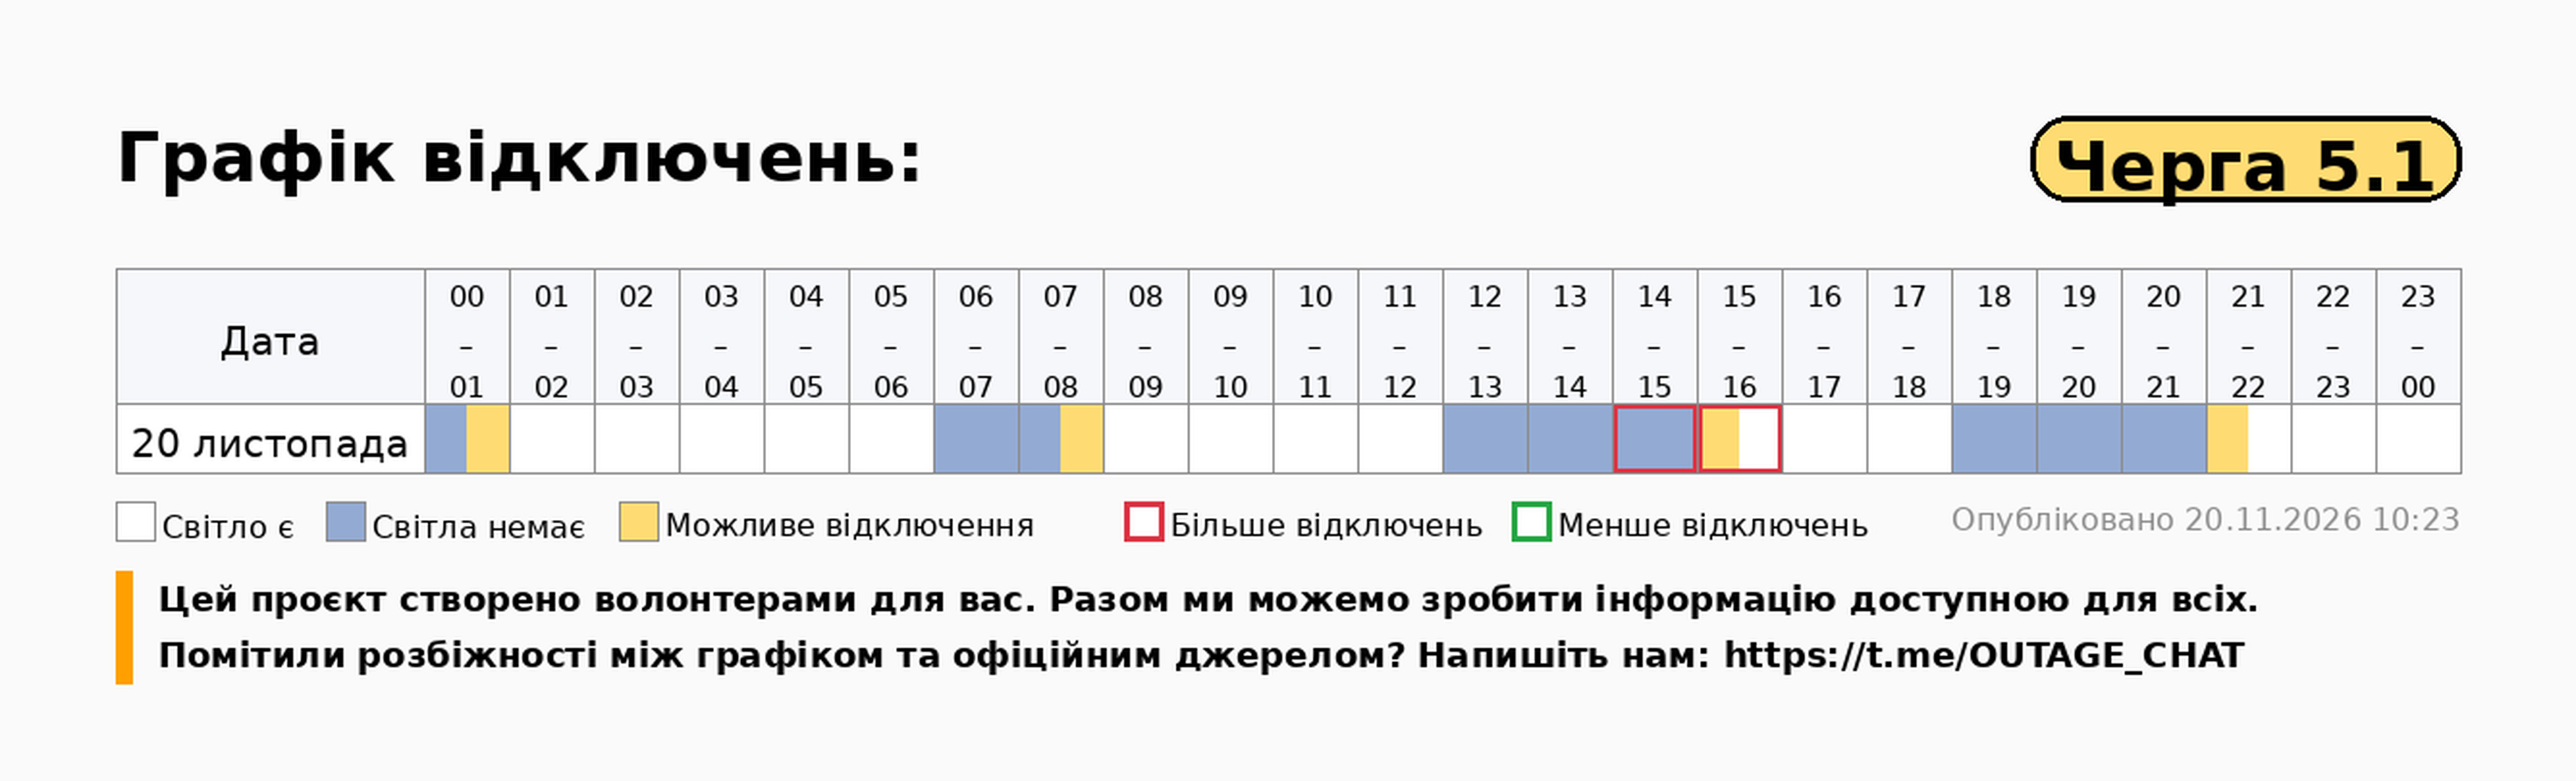 Графік відключень:
Черга 5.1
Дата
00 – 01
01 – 02
02 – 03
03 – 04
04 – 05
05 – 06
06 – 07
07 – 08
08 – 09
09 – 10
10 – 11
11 – 12
12 – 13
13 – 14
14 – 15
15 – 16
16 – 17
17 – 18
18 – 19
19 – 20
20 – 21
21 – 22
22 – 23
23 – 00
20 листопада
Світло є
Світла немає
Можливе відключення
Більше відключень
Менше відключень
Опубліковано 20.11.2026 10:23
Цей проєкт створено волонтерами для вас. Разом ми можемо зробити інформацію доступною для всіх.
Помітили розбіжності між графіком та офіційним джерелом? Напишіть нам: https://t.me/OUTAGE_CHAT